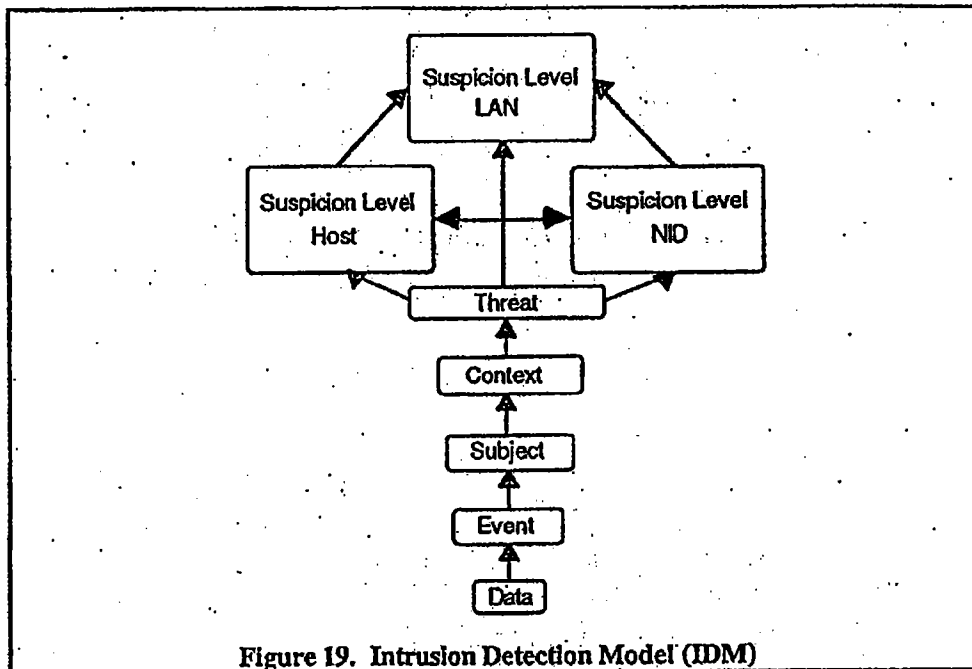 Suspicion Level
LAN
Suspicion Level
Host
Suspicion Level
NID
Threat
Context
Subject
Event
Data
Figure 19. Intrusion Detection Model (IDM)